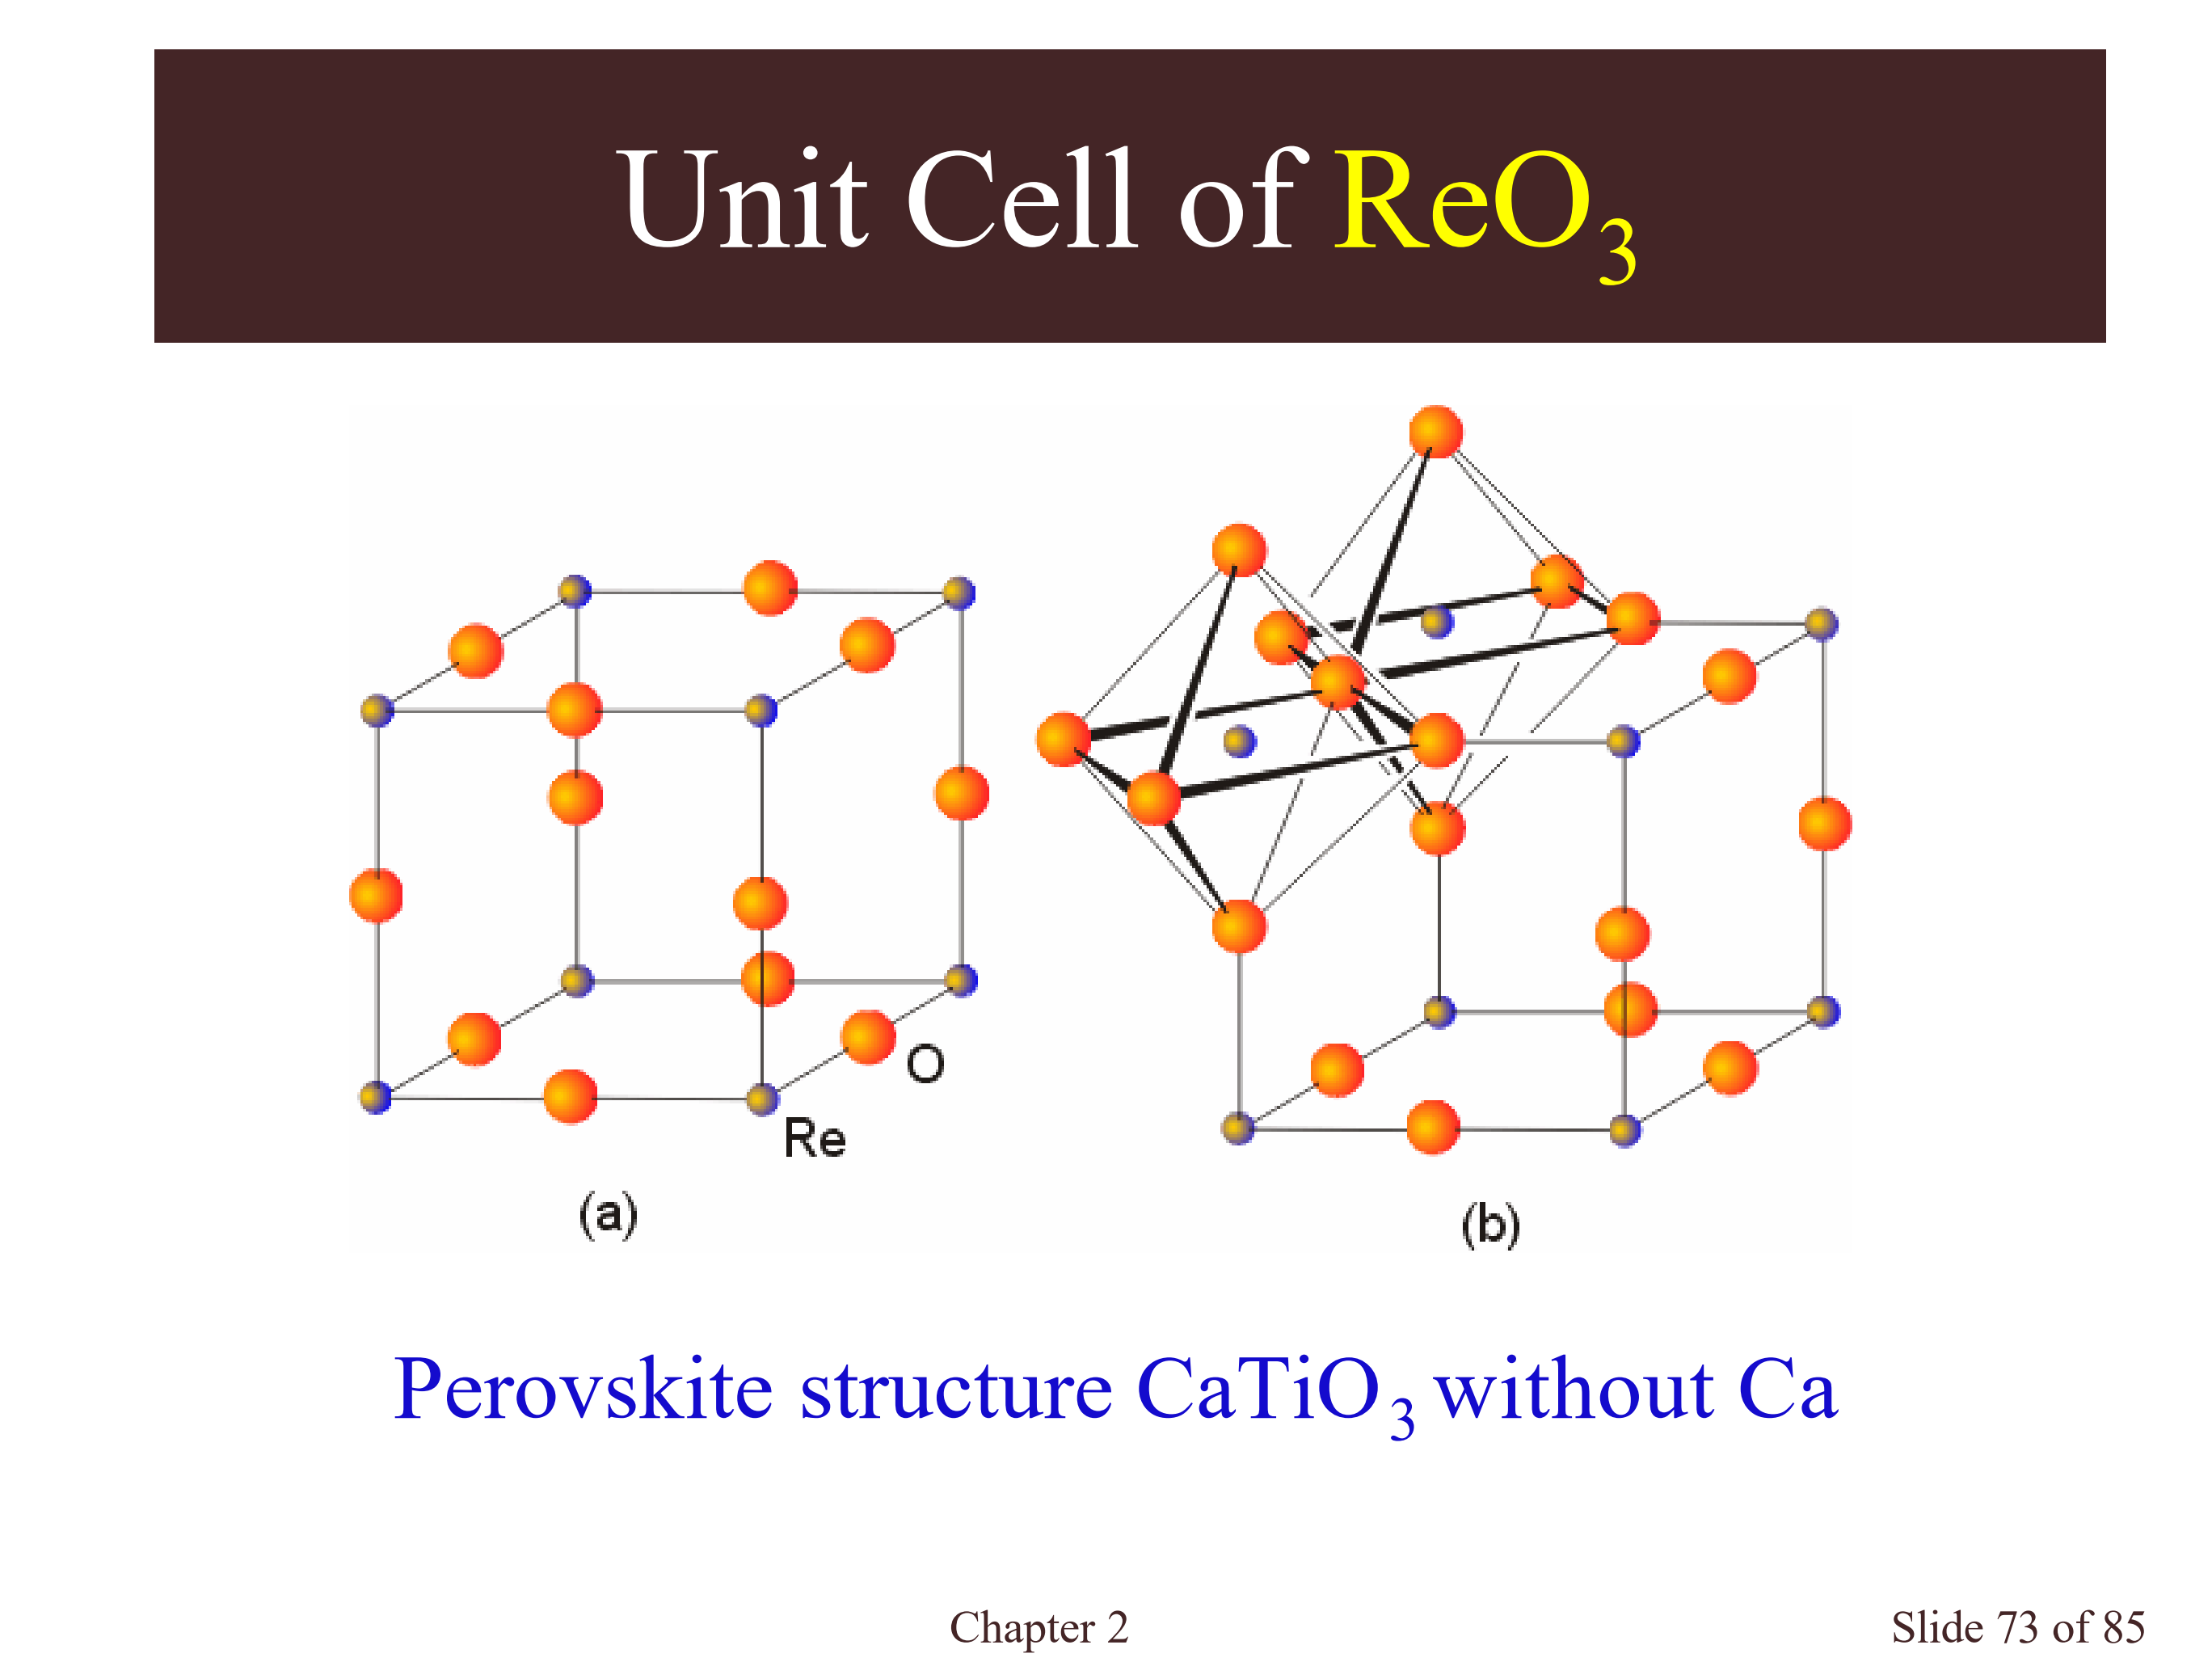 Unit Cell of ReO₃
O
Re
(a)
(b)
Perovskite structure CaTiO₃ without Ca
Chapter 2
Slide 73 of 85